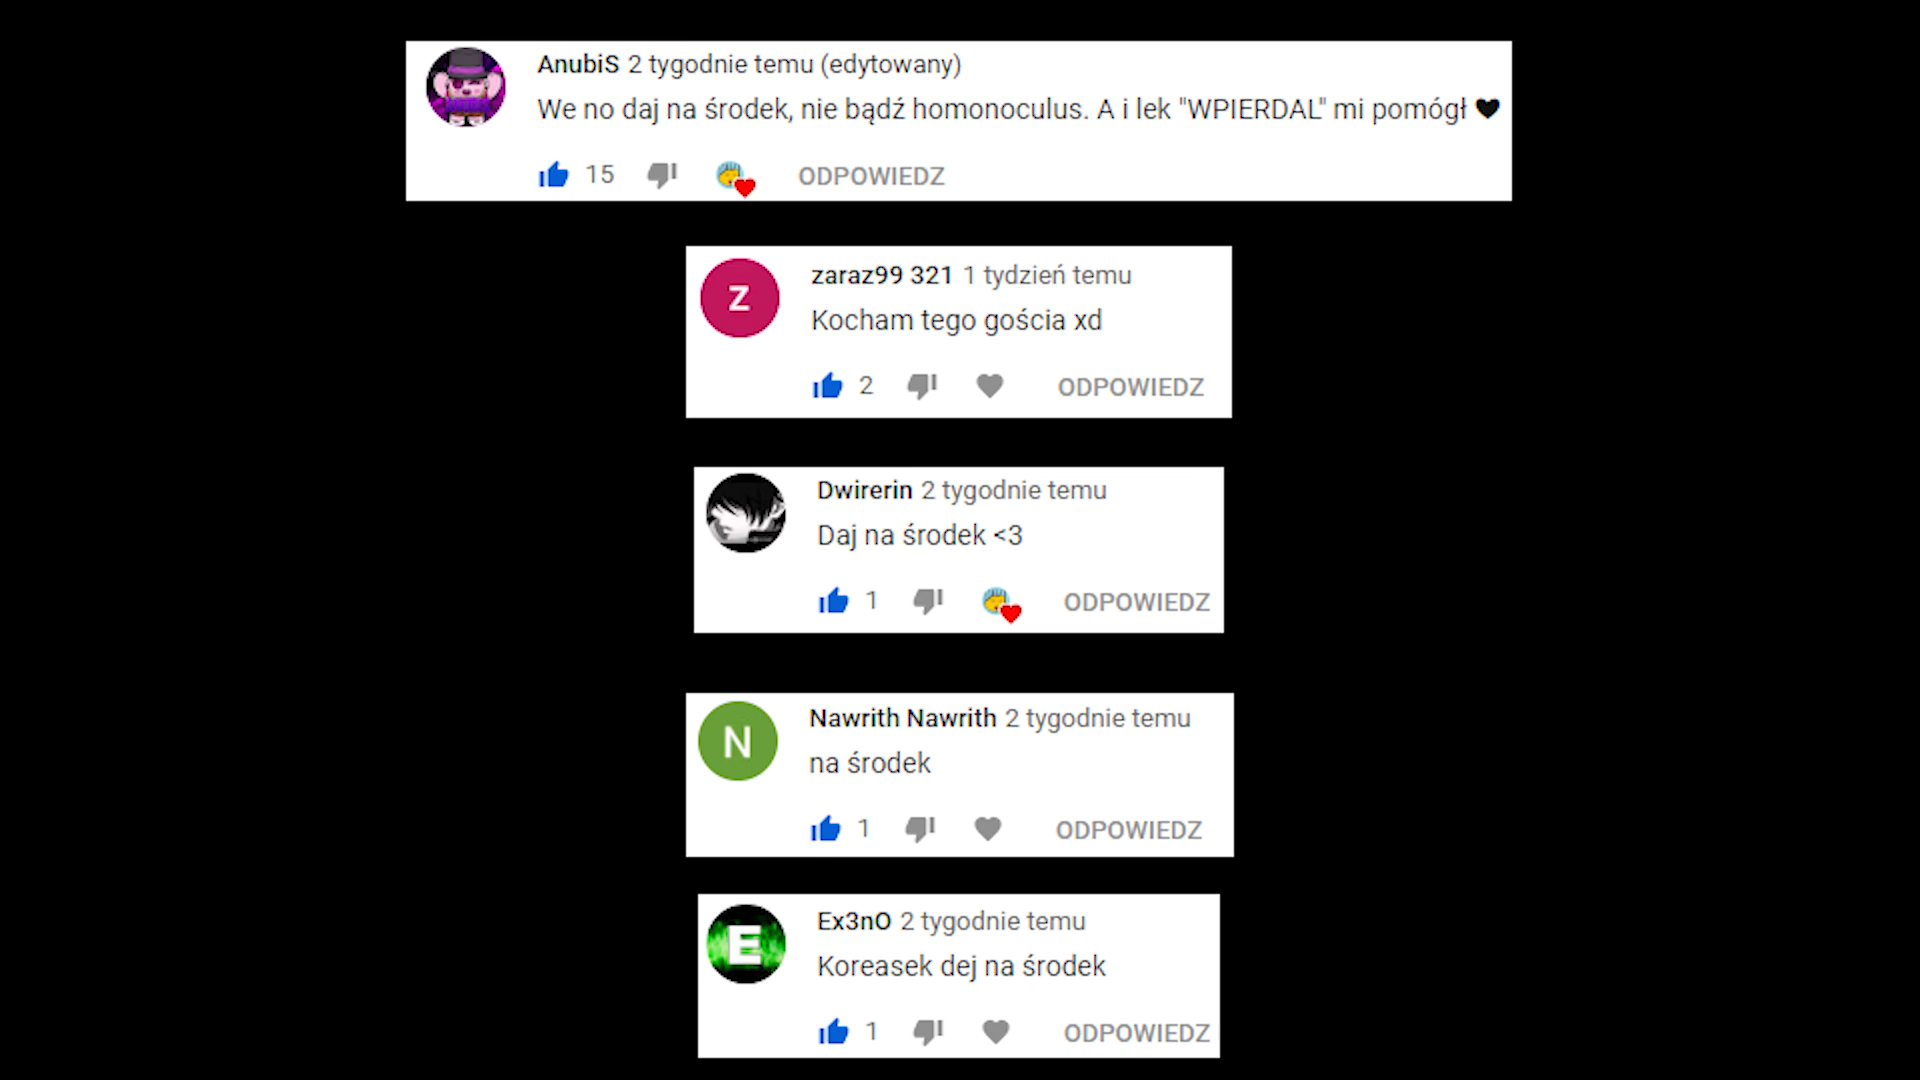 AnubiS 2 tygodnie temu (edytowany)
We no daj na środek, nie bądź homonoculus. A i lek "WPIERDAL" mi pomógł 🖤
15 ODPOWIEDZ
Z
zaraz99 321 1 tydzień temu
Kocham tego gościa xd
2 ODPOWIEDZ
Dwirerin 2 tygodnie temu
Daj na środek <3
1 ODPOWIEDZ
N
Nawrith Nawrith 2 tygodnie temu
na środek
1 ODPOWIEDZ
E
Ex3nO 2 tygodnie temu
Koreasek dej na środek
1 ODPOWIEDZ